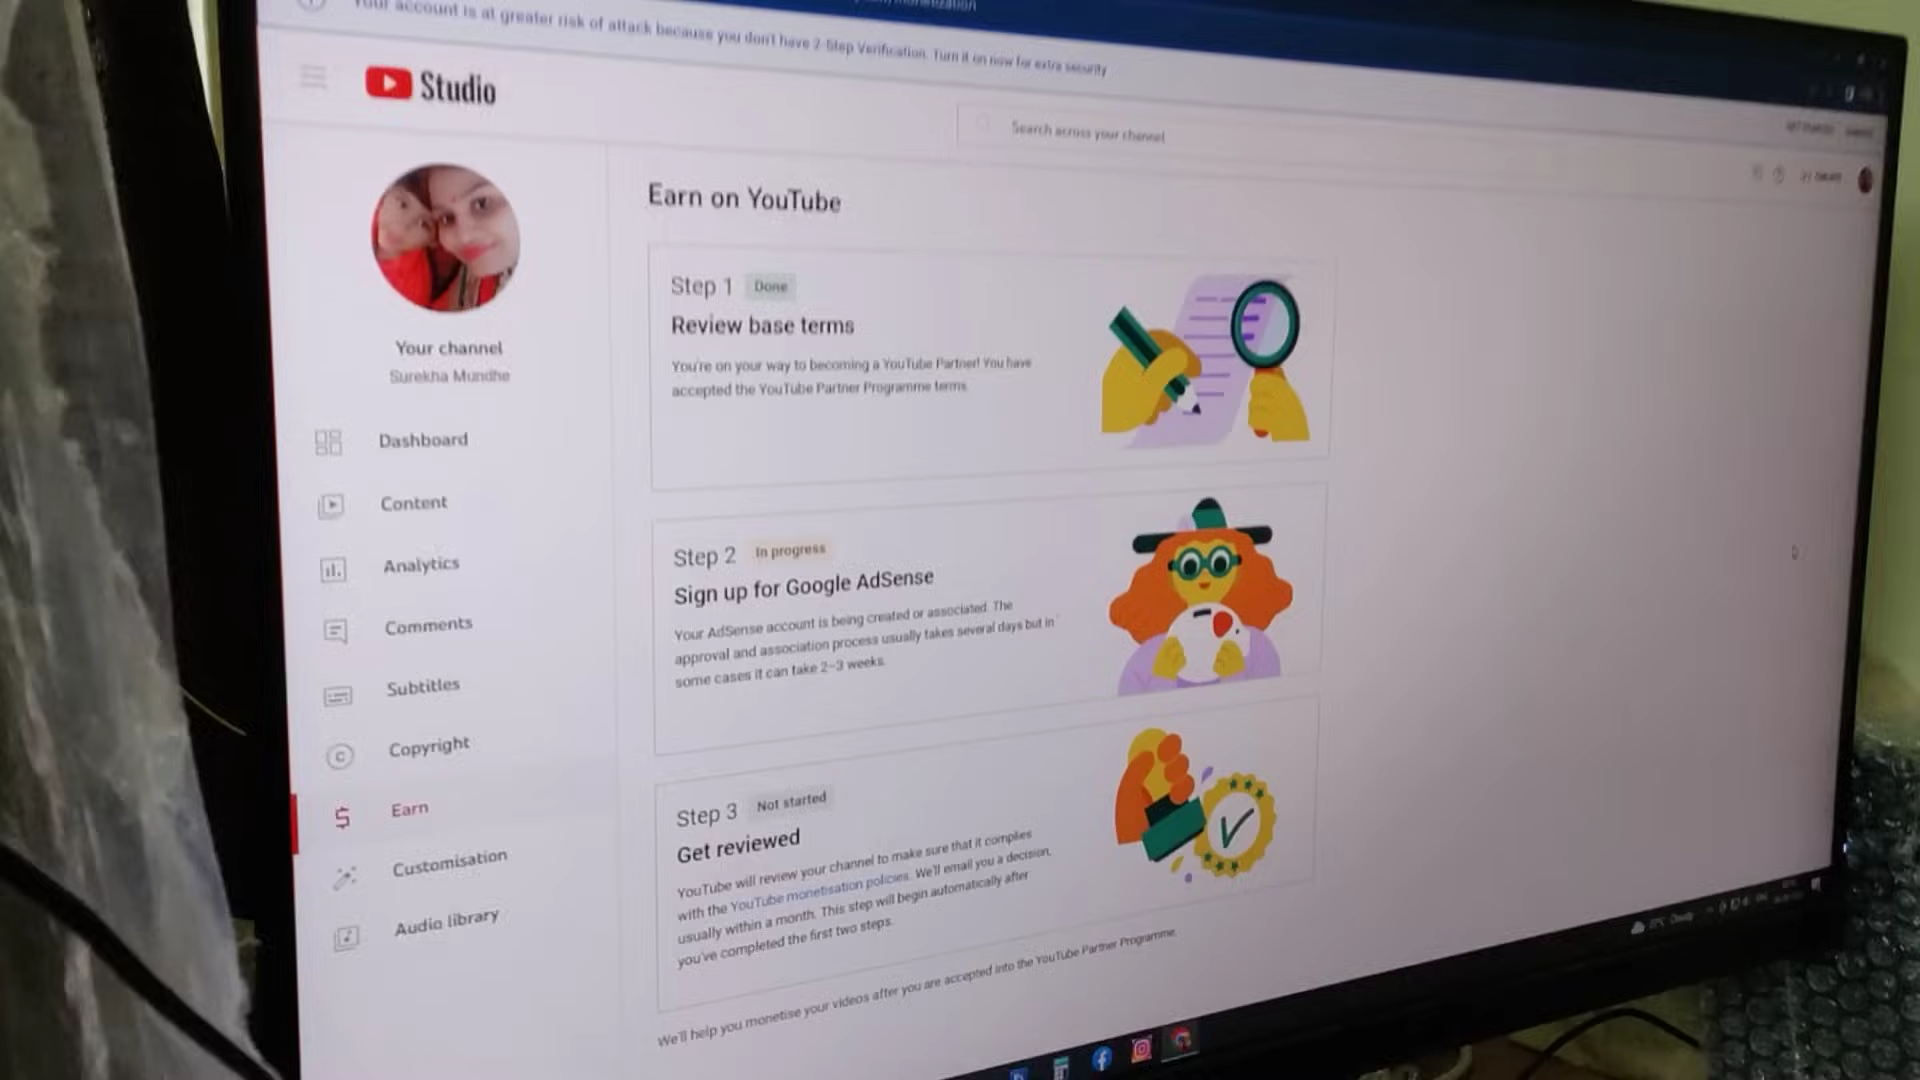 Your account is at greater risk of attack because you don't have 2-Step Verification. Turn it on now for extra security
Studio
Search across your channel
Your channel
Surekha Mundhe
Dashboard
Content
Analytics
Comments
Subtitles
Copyright
Earn
Customisation
Audio library
Earn on YouTube
Step 1 Done
Review base terms
You're on your way to becoming a YouTube Partner! You have
accepted the YouTube Partner Programme terms.
Step 2 In progress
Sign up for Google AdSense
Your AdSense account is being created or associated. The
approval and association process usually takes several days but in
some cases it can take 2–3 weeks.
Step 3 Not started
Get reviewed
YouTube will review your channel to make sure that it complies
with the YouTube monetisation policies. We'll email you a decision,
usually within a month. This step will begin automatically after
you've completed the first two steps.
We'll help you monetise your videos after you are accepted into the YouTube Partner Programme.